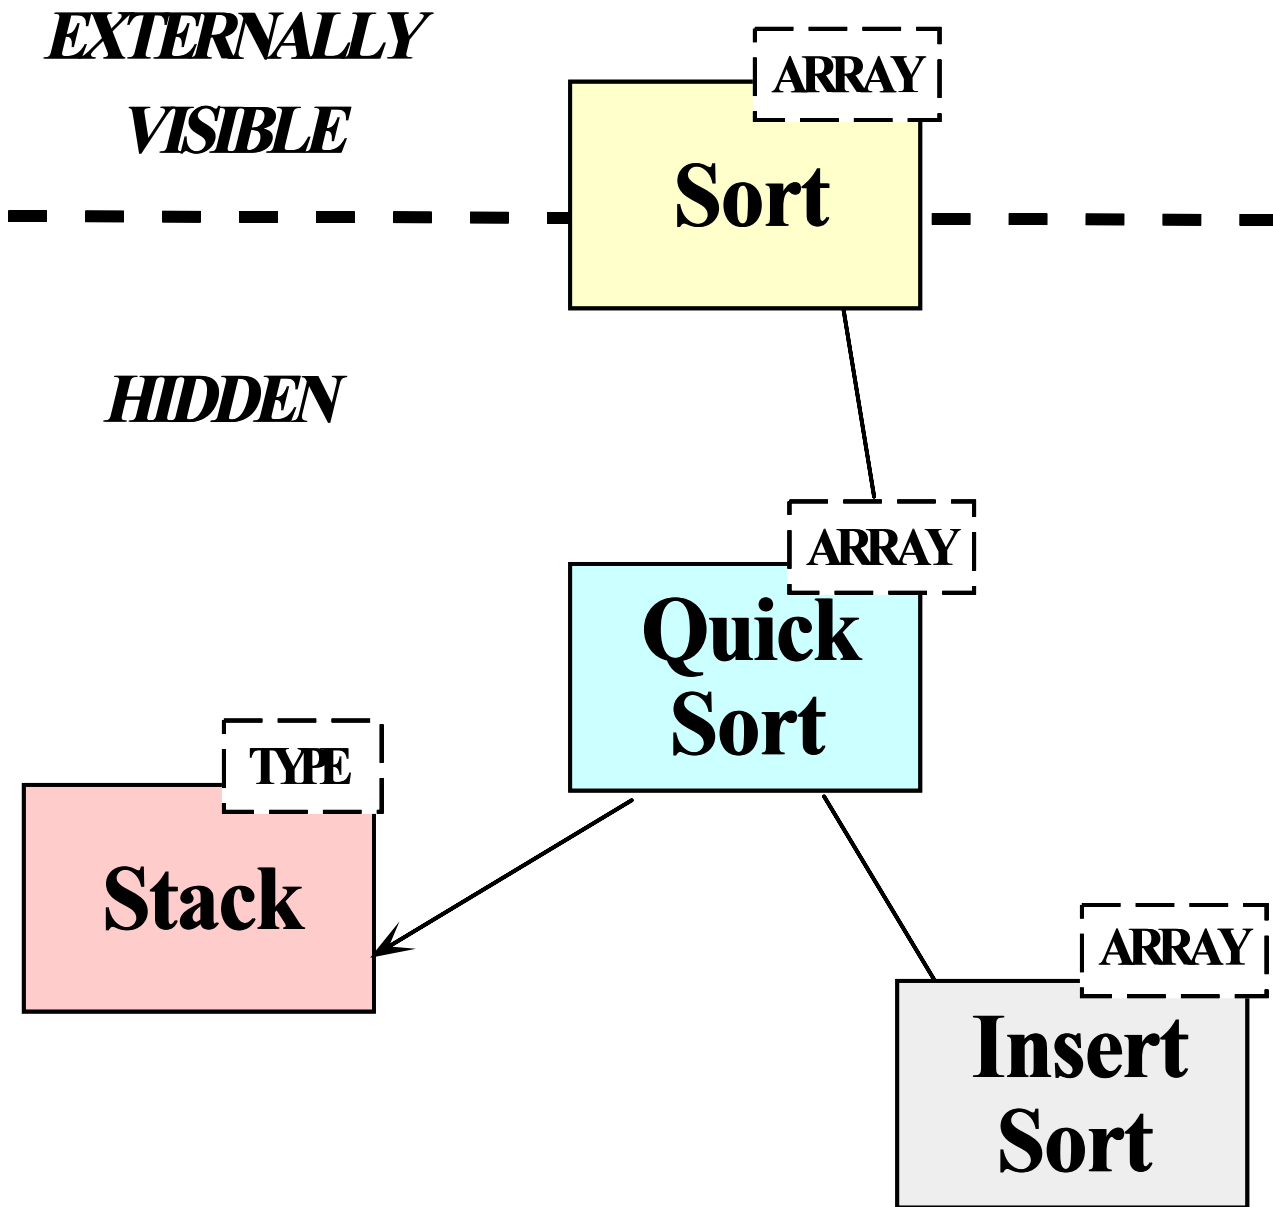 EXTERNALLY
VISIBLE
ARRAY
Sort
HIDDEN
ARRAY
Quick
Sort
TYPE
Stack
ARRAY
Insert
Sort